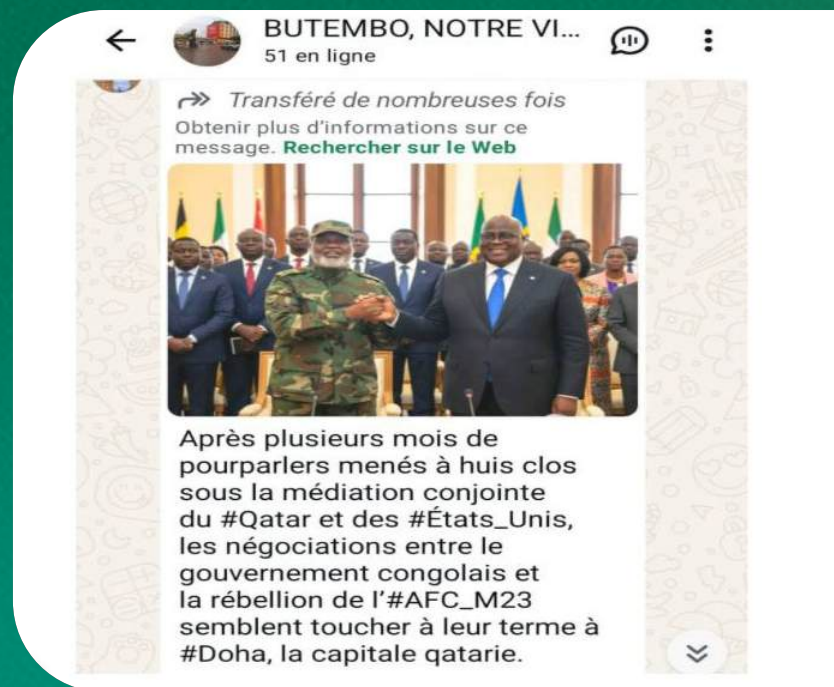 BUTEMBO, NOTRE VI...
51 en ligne
Transféré de nombreuses fois
Obtenir plus d'informations sur ce
message. Rechercher sur le Web
Après plusieurs mois de
pourparlers menés à huis clos
sous la médiation conjointe
du #Qatar et des #États_Unis,
les négociations entre le
gouvernement congolais et
la rébellion de l'#AFC_M23
semblent toucher à leur terme à
#Doha, la capitale qatarie.